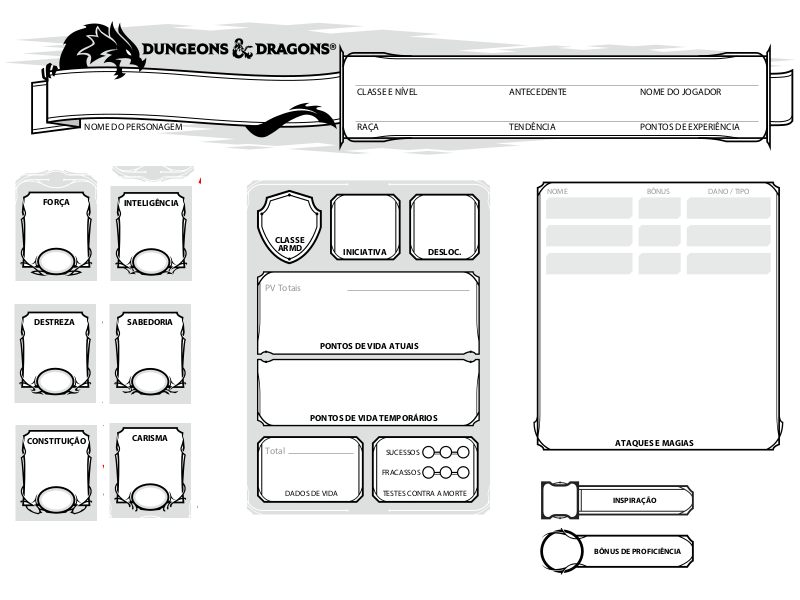 DUNGEONS & DRAGONS®
CLASSE E NÍVEL ANTECEDENTE NOME DO JOGADOR
NOME DO PERSONAGEM
RAÇA TENDÊNCIA PONTOS DE EXPERIÊNCIA
FORÇA INTELIGÊNCIA
DESTREZA SABEDORIA
CONSTITUIÇÃO CARISMA
CLASSE
ARMD.
INICIATIVA
DESLOC.
PV Totais
PONTOS DE VIDA ATUAIS
PONTOS DE VIDA TEMPORÁRIOS
Total
DADOS DE VIDA
SUCESSOS
FRACASSOS
TESTES CONTRA A MORTE
NOME BÔNUS DANO / TIPO
ATAQUES E MAGIAS
INSPIRAÇÃO
BÔNUS DE PROFICIÊNCIA